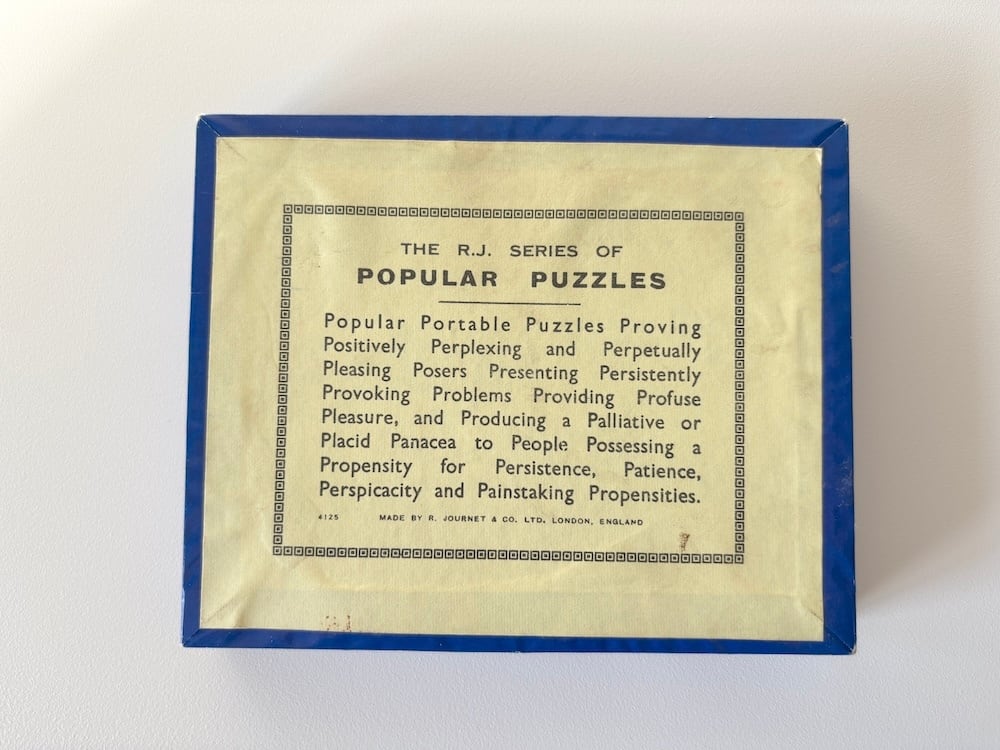 THE R.J. SERIES OF
POPULAR PUZZLES
Popular Portable Puzzles Proving
Positively Perplexing and Perpetually
Pleasing Posers Presenting Persistently
Provoking Problems Providing Profuse
Pleasure, and Producing a Palliative or
Placid Panacea to People Possessing a
Propensity for Persistence, Patience,
Perspicacity and Painstaking Propensities.
4125 MADE BY R. JOURNET & CO. LTD. LONDON, ENGLAND